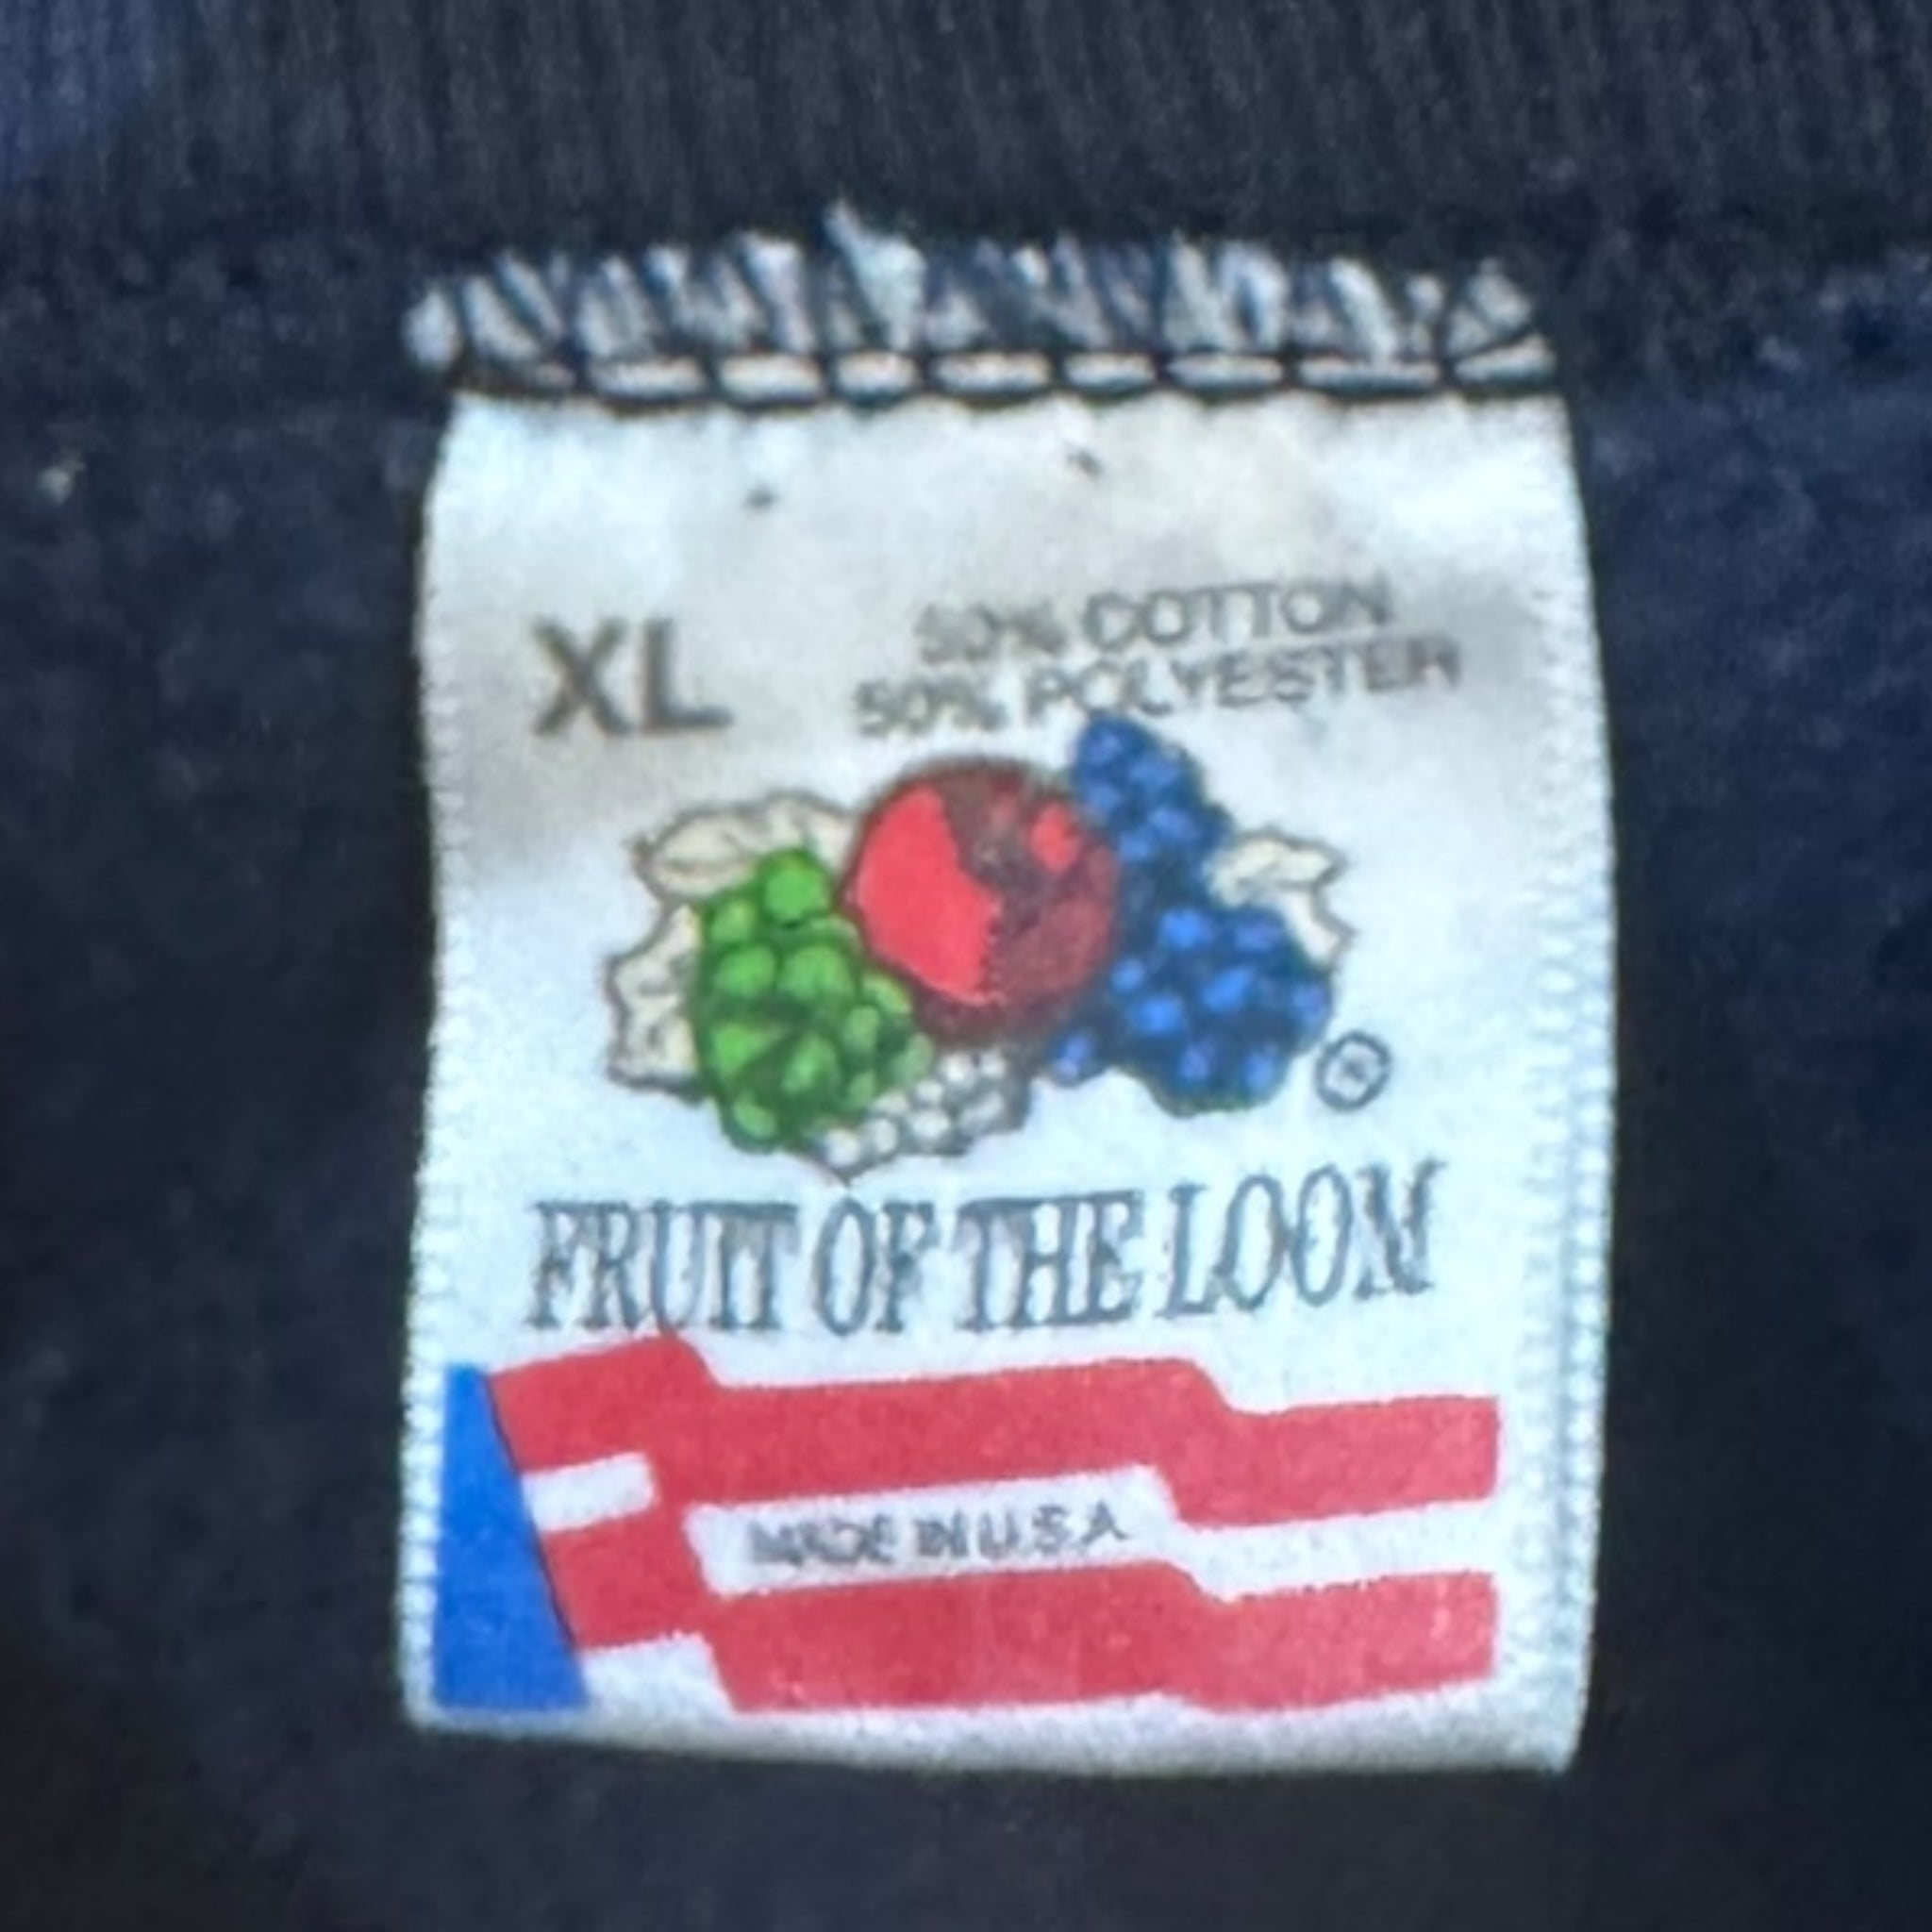 XL
50% COTTON
50% POLYESTER
®
FRUIT OF THE LOOM
MADE IN U.S.A